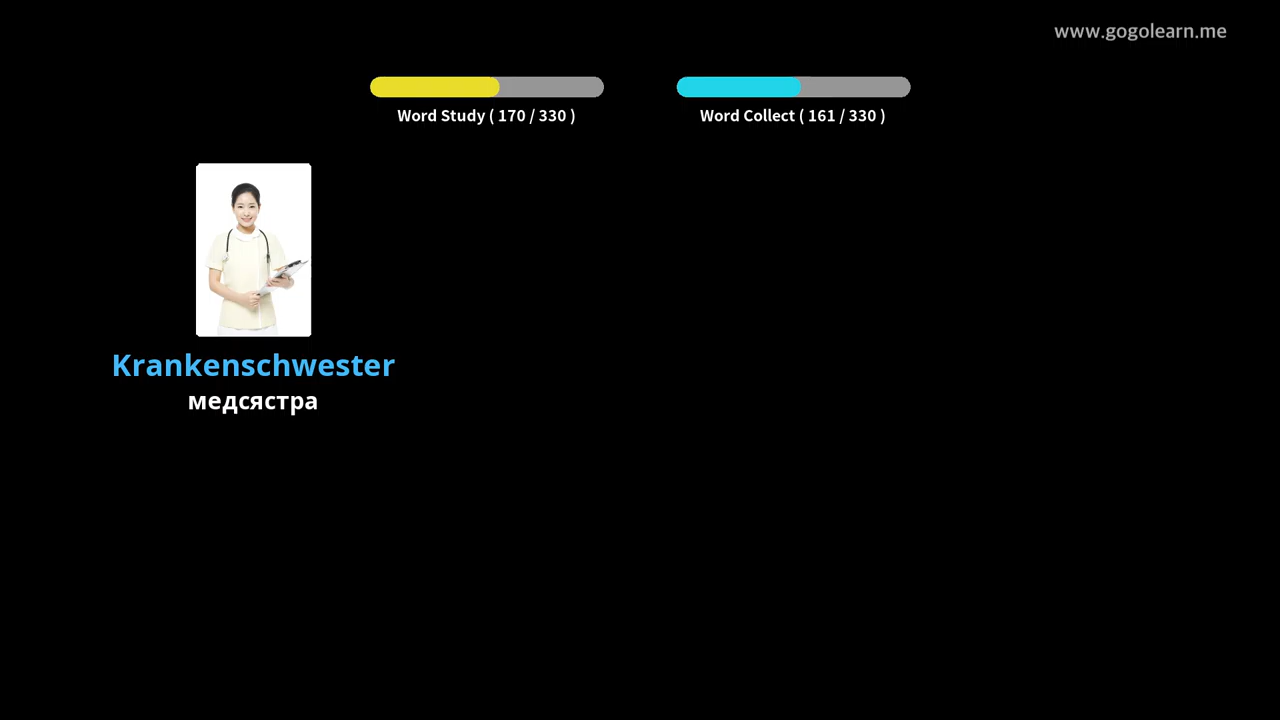 www.gogolearn.me
Word Study ( 170 / 330 )
Word Collect ( 161 / 330 )
Krankenschwester
медсястра